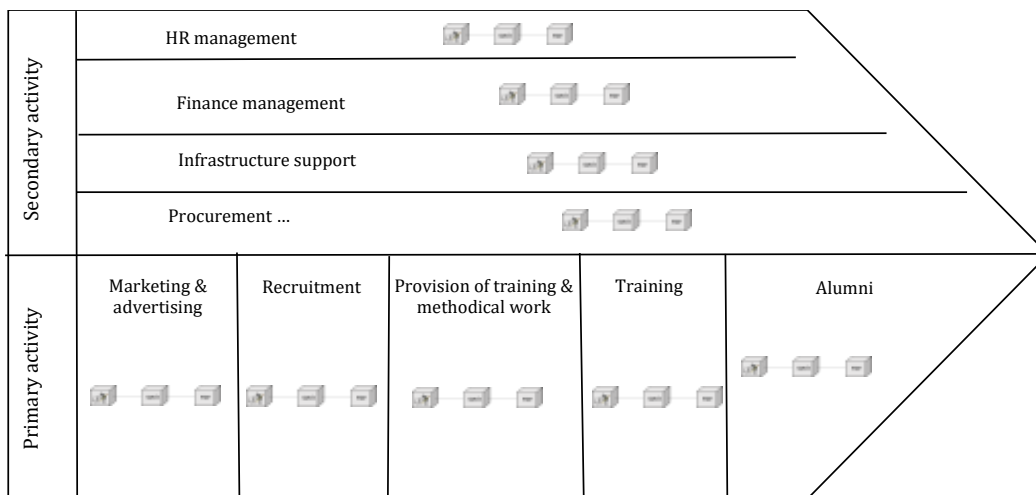 Secondary activity
HR management
Finance management
Infrastructure support
Procurement ...
Primary activity
Marketing &
advertising
Recruitment
Provision of training &
methodical work
Training
Alumni